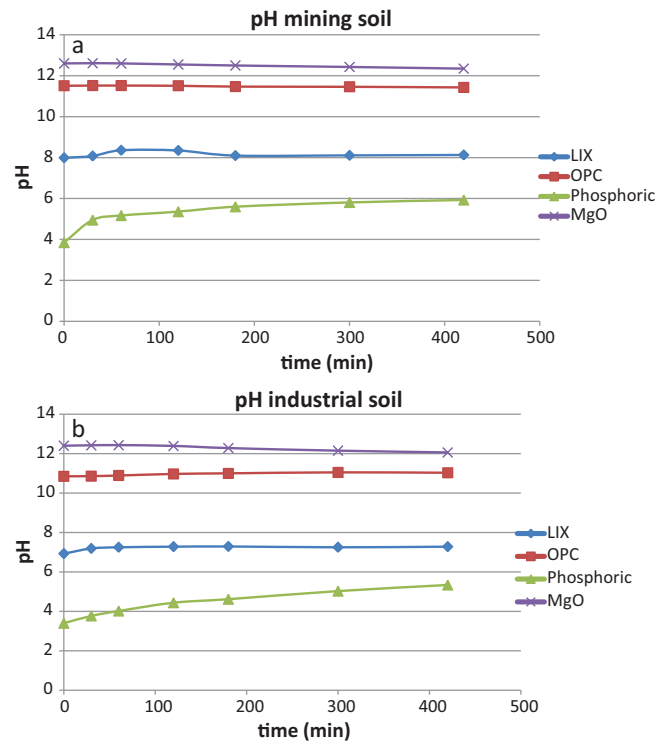 pH mining soil
a
14
12
10
8
6
4
2
0
pH
0 100 200 300 400 500
time (min)
LIX
OPC
Phosphoric
MgO
pH industrial soil
b
14
12
10
8
6
4
2
0
pH
0 100 200 300 400 500
time (min)
LIX
OPC
Phosphoric
MgO